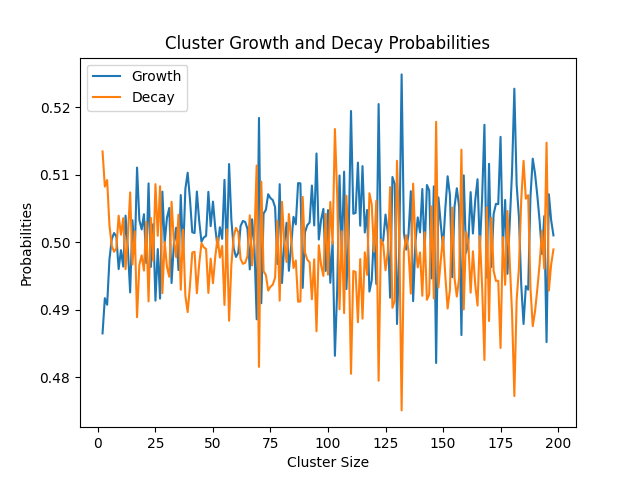 Cluster Growth and Decay Probabilities
Growth
Decay
0.52
0.51
0.50
0.49
0.48
Probabilities
0 25 50 75 100 125 150 175 200
Cluster Size